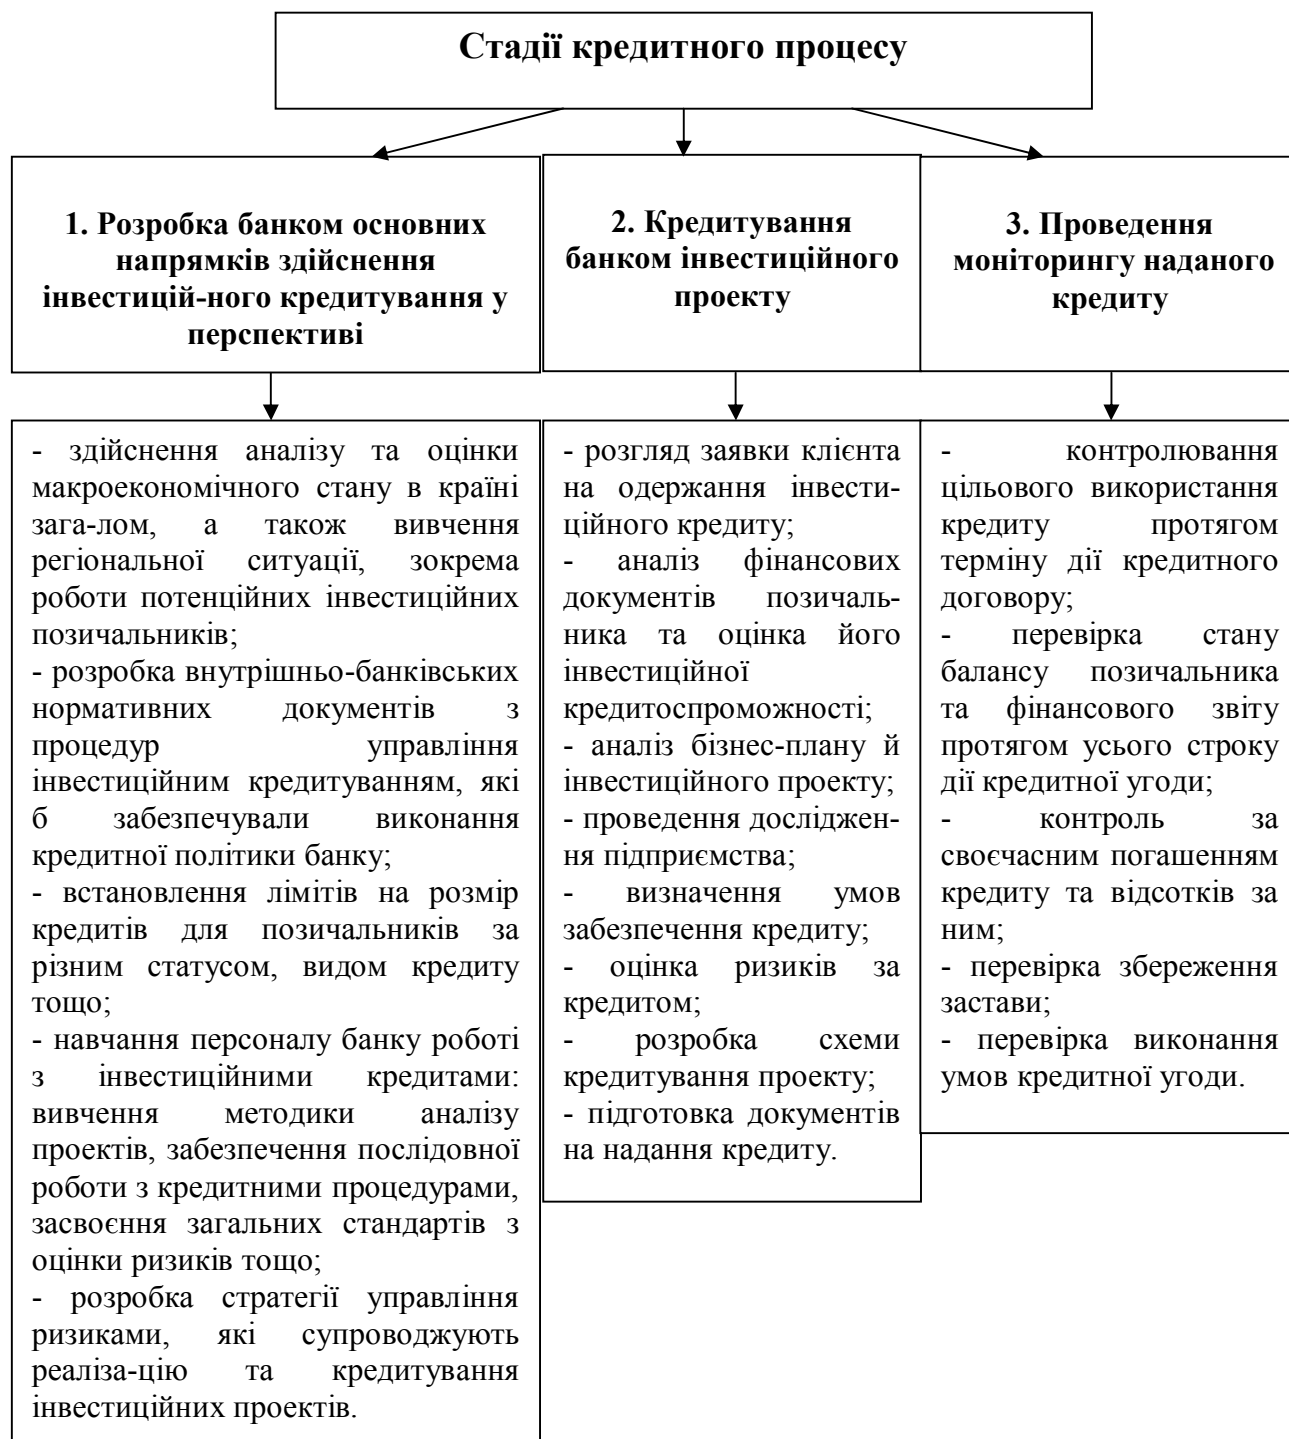 Стадії кредитного процесу
1. Розробка банком основних
напрямків здійснення
інвестицій-ного кредитування у
перспективі
2. Кредитування
банком інвестиційного
проекту
3. Проведення
моніторингу наданого
кредиту
- здійснення аналізу та оцінки
макроекономічного стану в країні
зага-лом, а також вивчення
регіональної ситуації, зокрема
роботи потенційних інвестиційних
позичальників;
- розробка внутрішньо-банківських
нормативних документів з
процедур управління
інвестиційним кредитуванням, які
б забезпечували виконання
кредитної політики банку;
- встановлення лімітів на розмір
кредитів для позичальників за
різним статусом, видом кредиту
тощо;
- навчання персоналу банку роботі
з інвестиційними кредитами:
вивчення методики аналізу
проектів, забезпечення послідовної
роботи з кредитними процедурами,
засвоєння загальних стандартів з
оцінки ризиків тощо;
- розробка стратегії управління
ризиками, які супроводжують
реаліза-цію та кредитування
інвестиційних проектів.
- розгляд заявки клієнта
на одержання інвести-
ційного кредиту;
- аналіз фінансових
документів позичаль-
ника та оцінка його
інвестиційної
кредитоспроможності;
- аналіз бізнес-плану й
інвестиційного проекту;
- проведення досліджен-
ня підприємства;
- визначення умов
забезпечення кредиту;
- оцінка ризиків за
кредитом;
- розробка схеми
кредитування проекту;
- підготовка документів
на надання кредиту.
- контролювання
цільового використання
кредиту протягом
терміну дії кредитного
договору;
- перевірка стану
балансу позичальника
та фінансового звіту
протягом усього строку
дії кредитної угоди;
- контроль за
своєчасним погашенням
кредиту та відсотків за
ним;
- перевірка збереження
застави;
- перевірка виконання
умов кредитної угоди.